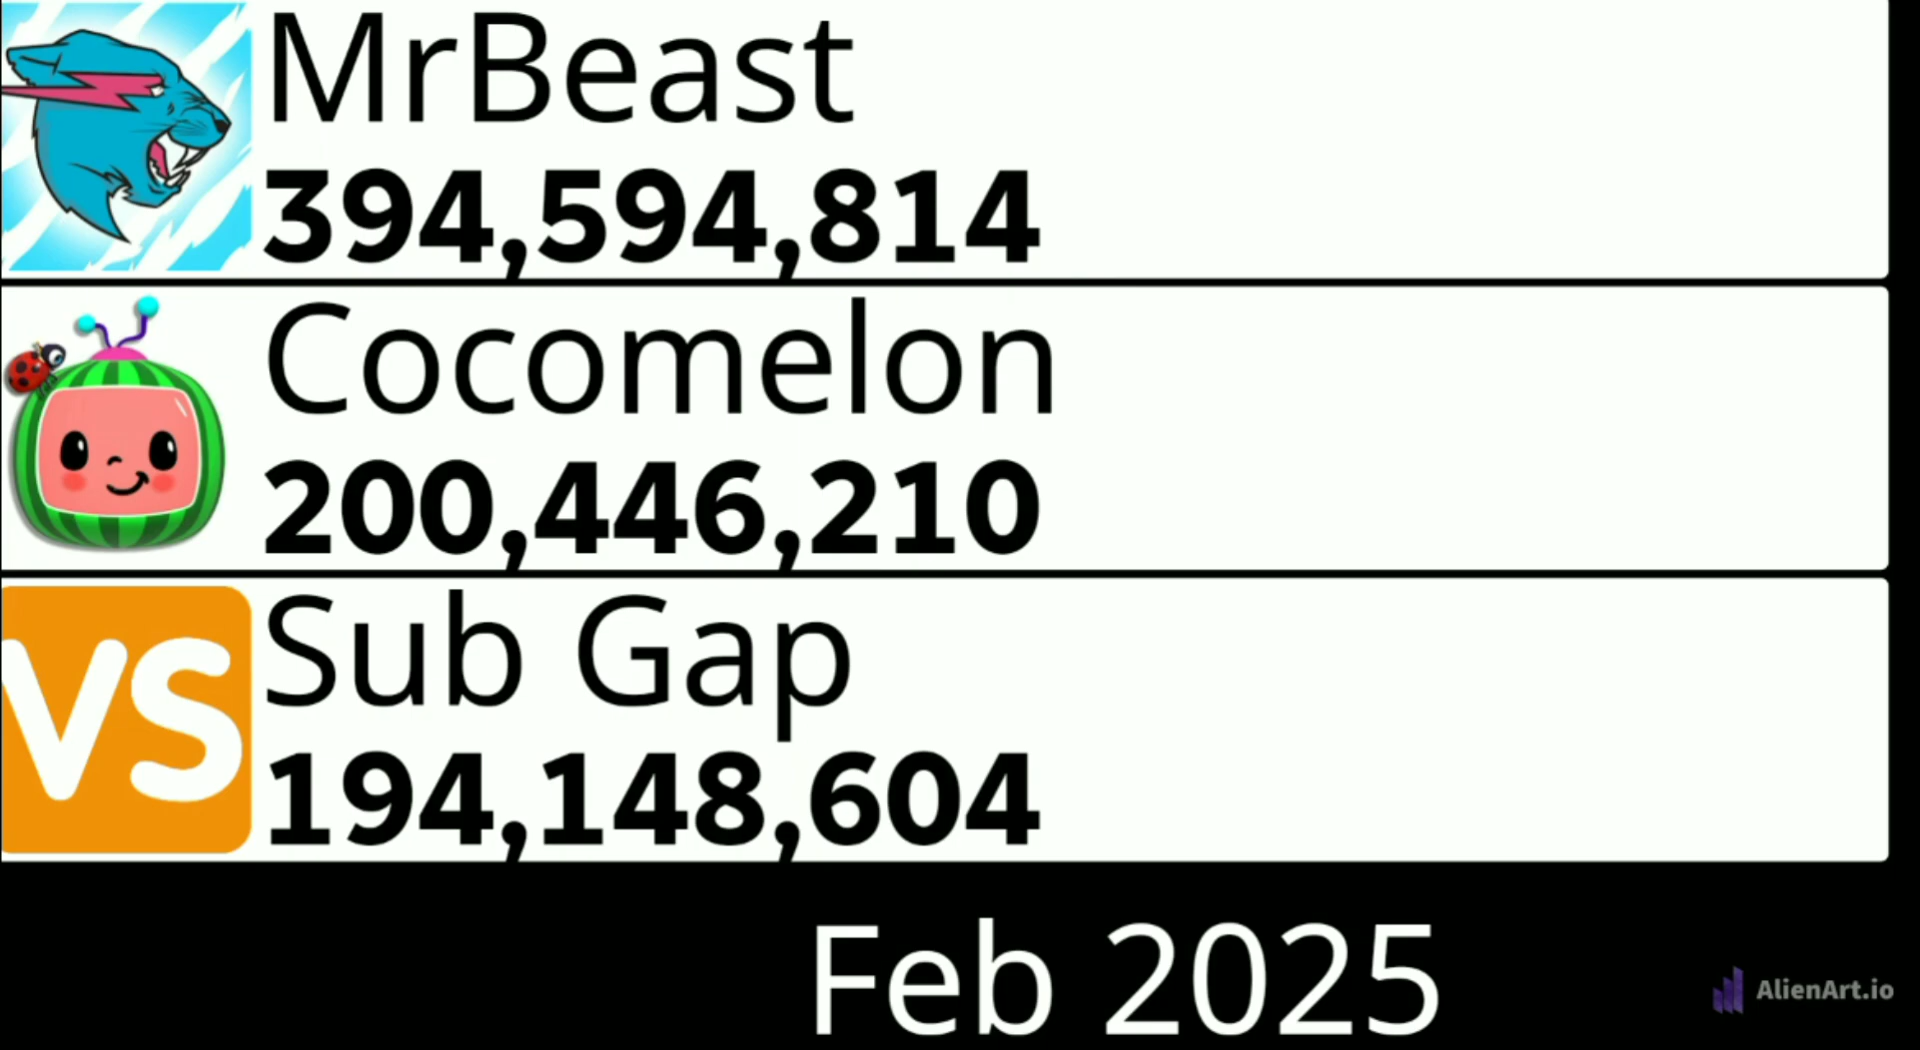 MrBeast
394,594,814
Cocomelon
200,446,210
VS
Sub Gap
194,148,604
Feb 2025
AlienArt.io